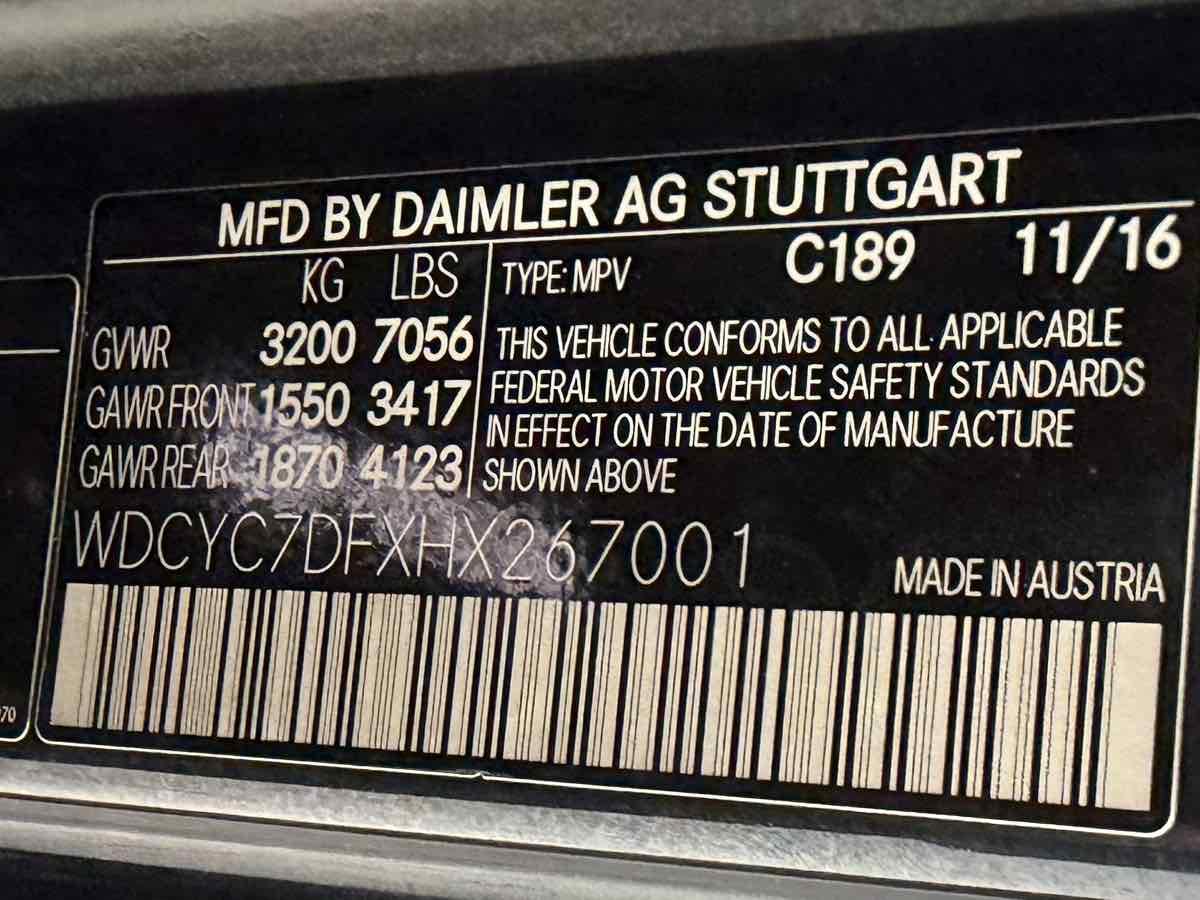 MFD BY DAIMLER AG STUTTGART
KG LBS
GVWR 3200 7056
GAWR FRONT 1550 3417
GAWR REAR 1870 4123
TYPE: MPV C189 11/16
THIS VEHICLE CONFORMS TO ALL APPLICABLE
FEDERAL MOTOR VEHICLE SAFETY STANDARDS
IN EFFECT ON THE DATE OF MANUFACTURE
SHOWN ABOVE
WDCYC7DFXHX267001
MADE IN AUSTRIA